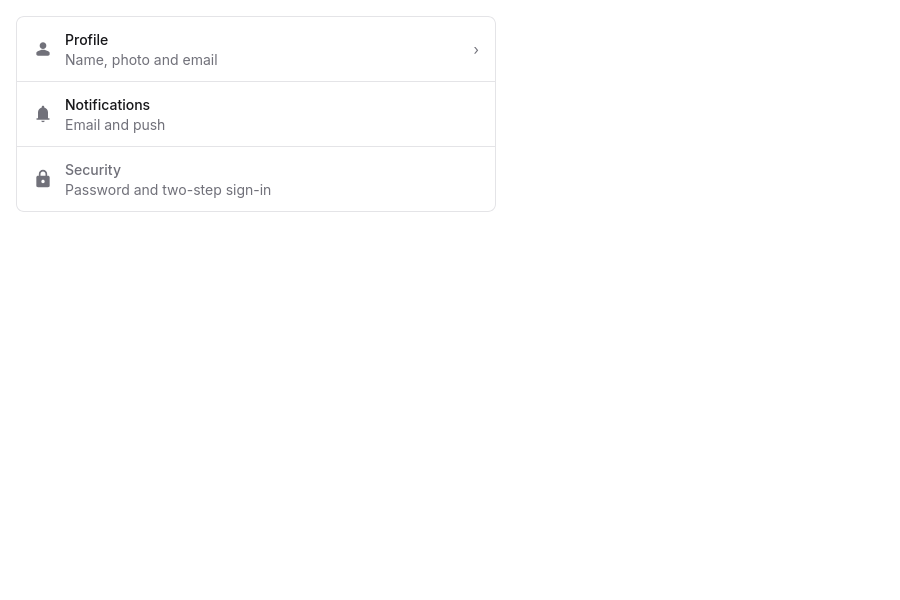 Profile
Name, photo and email
›
Notifications
Email and push
Security
Password and two-step sign-in